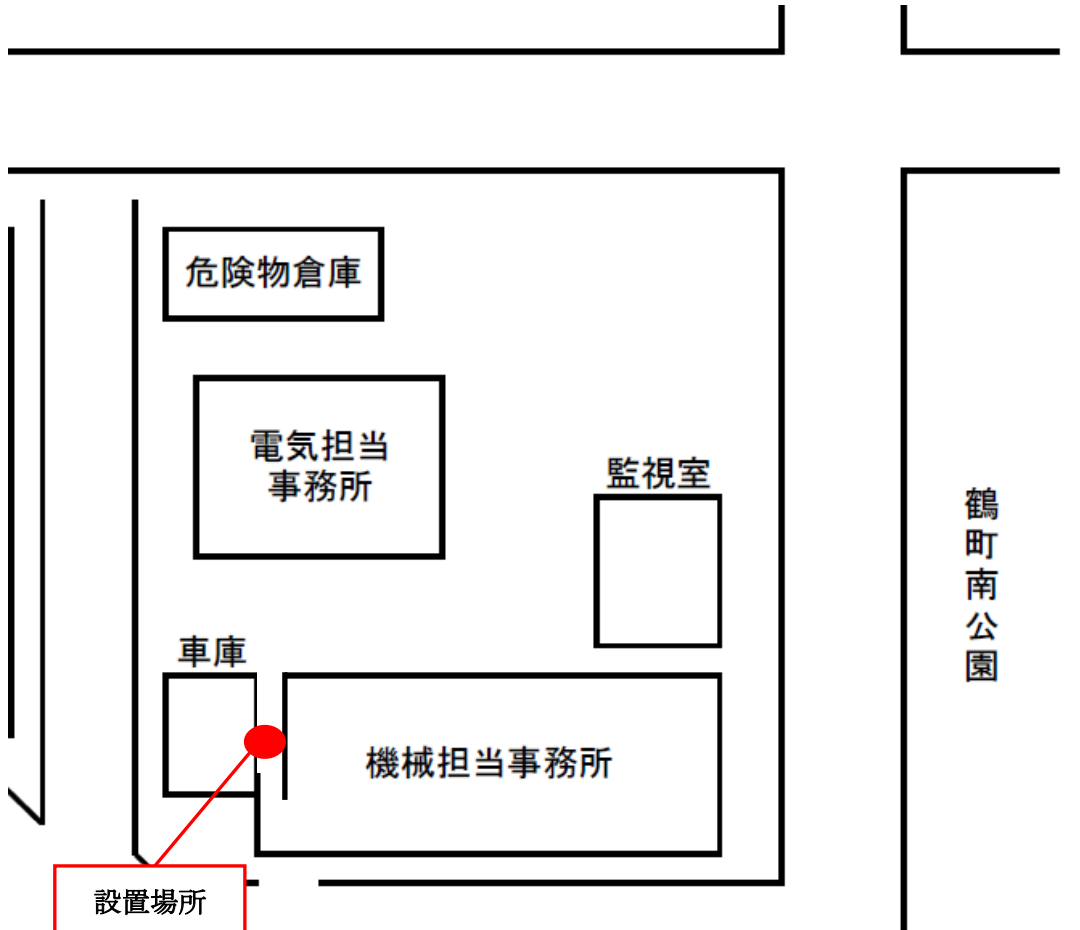 危険物倉庫
電気担当
事務所
監視室
鶴町南公園
車庫
機械担当事務所
設置場所